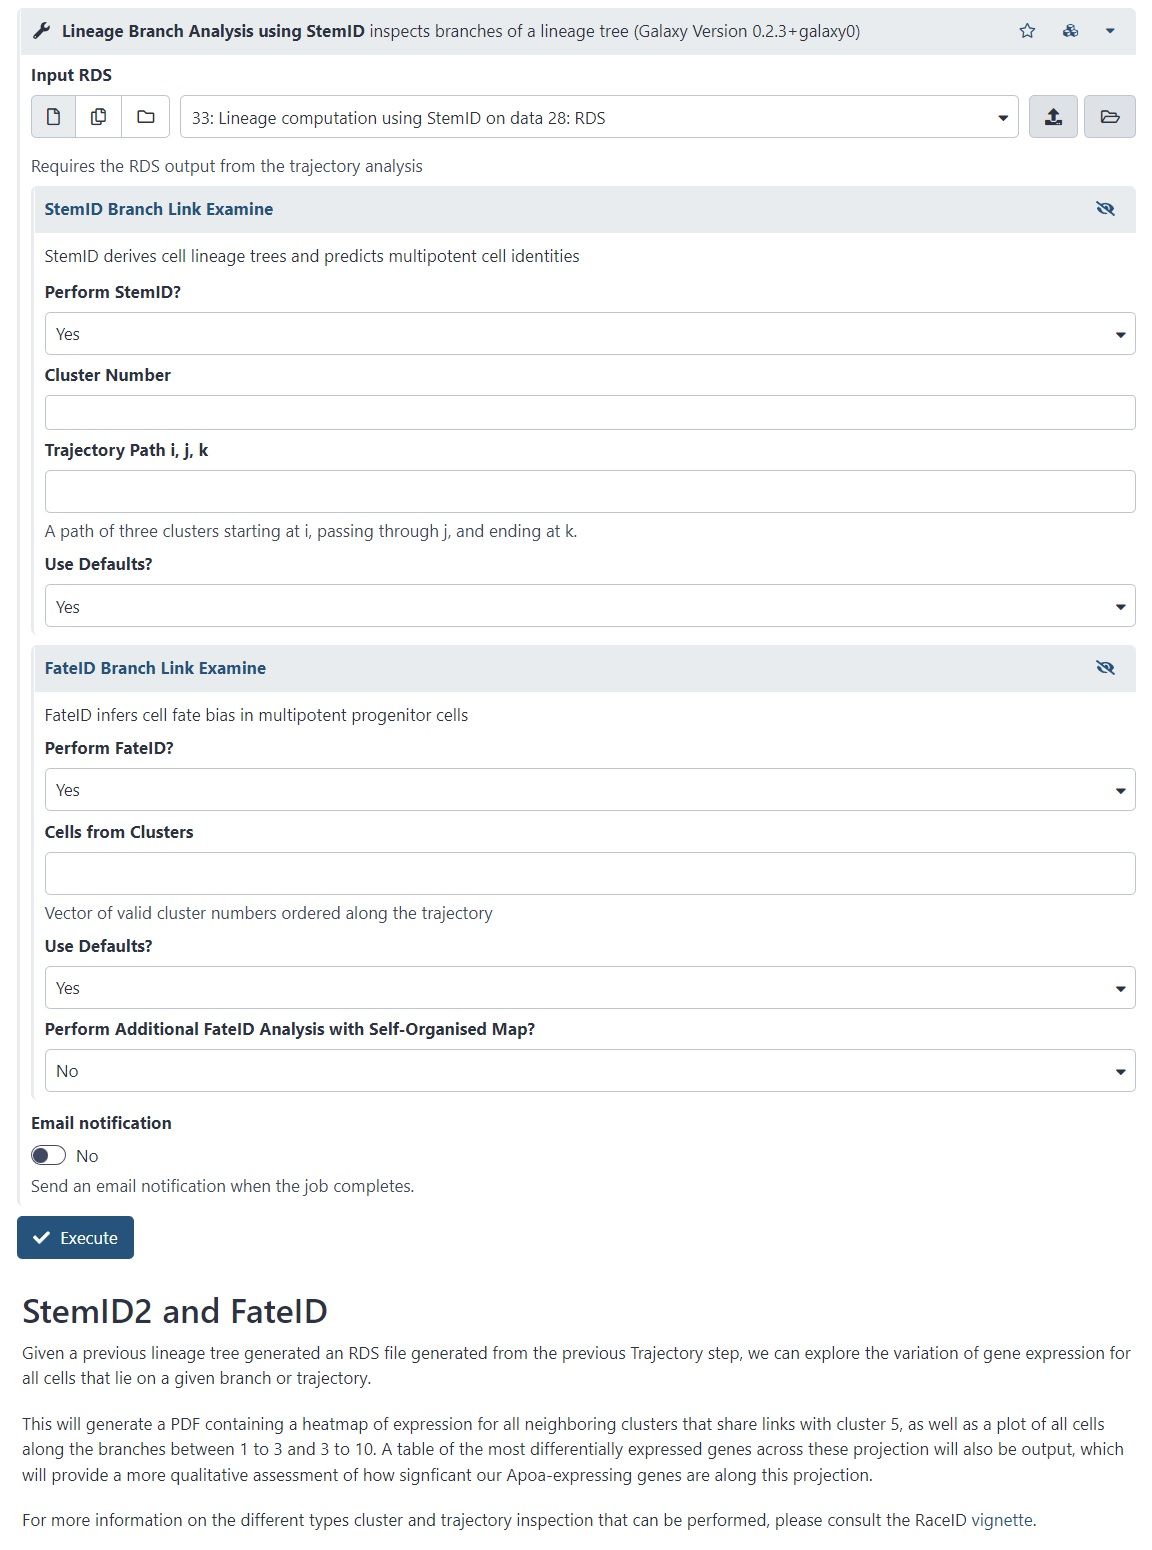 Lineage Branch Analysis using StemID inspects branches of a lineage tree (Galaxy Version 0.2.3+galaxy0)
Input RDS
33: Lineage computation using StemID on data 28: RDS
Requires the RDS output from the trajectory analysis
StemID Branch Link Examine
StemID derives cell lineage trees and predicts multipotent cell identities
Perform StemID?
Yes
Cluster Number
Trajectory Path i, j, k
A path of three clusters starting at i, passing through j, and ending at k.
Use Defaults?
Yes
FateID Branch Link Examine
FateID infers cell fate bias in multipotent progenitor cells
Perform FateID?
Yes
Cells from Clusters
Vector of valid cluster numbers ordered along the trajectory
Use Defaults?
Yes
Perform Additional FateID Analysis with Self-Organised Map?
No
Email notification
No
Send an email notification when the job completes.
Execute
StemID2 and FateID
Given a previous lineage tree generated an RDS file generated from the previous Trajectory step, we can explore the variation of gene expression for
all cells that lie on a given branch or trajectory.
This will generate a PDF containing a heatmap of expression for all neighboring clusters that share links with cluster 5, as well as a plot of all cells
along the branches between 1 to 3 and 3 to 10. A table of the most differentially expressed genes across these projection will also be output, which
will provide a more qualitative assessment of how signficant our Apoa-expressing genes are along this projection.
For more information on the different types cluster and trajectory inspection that can be performed, please consult the RaceID vignette.